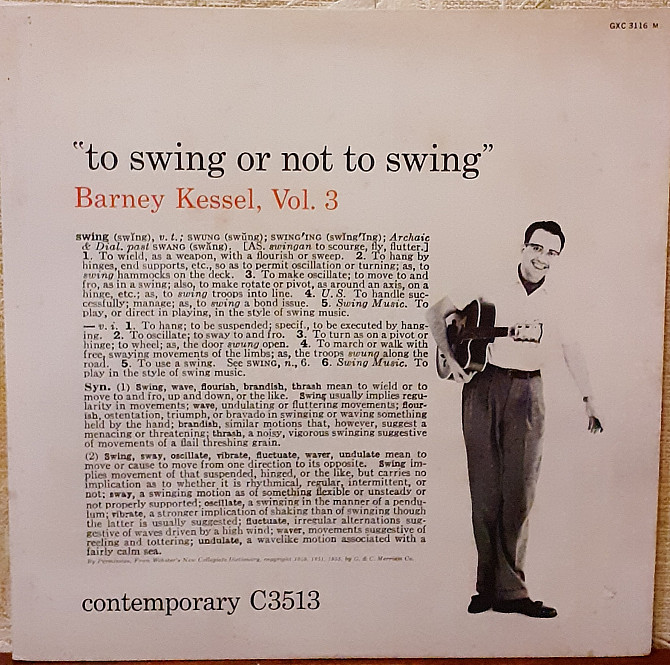 GXC 3116 M
"to swing or not to swing"
Barney Kessel, Vol. 3
swing (swĭng), v. t.; SWUNG (swŭng); SWING'ING (swĭng'ĭng); Archaic
& Dial. past SWANG (swăng). [AS. swingan to scourge, fly, flutter.]
1. To wield, as a weapon, with a flourish or sweep. 2. To hang by
hinges, end supports, etc., so as to permit oscillation or turning; as, to
swing hammocks on the deck. 3. To make oscillate; to move to and
fro, as in a swing; also, to make rotate or pivot, as around an axis, on a
hinge, etc.; as, to swing troops into line. 4. U. S. To handle suc-
cessfully; manage; as, to swing a bond issue. 5. Swing Music. To
play, or direct in playing, in the style of swing music.
— v. i. 1. To hang; to be suspended; specif., to be executed by hang-
ing. 2. To oscillate; to sway to and fro. 3. To turn as on a pivot or
hinge; to wheel; as, the door swung open. 4. To march or walk with
free, swaying movements of the limbs; as, the troops swung along the
road. 5. To use a swing. See SWING, n., 6. 6. Swing Music. To
play in the style of swing music.
Syn. (1) Swing, wave, flourish, brandish, thrash mean to wield or to
move to and fro, up and down, or the like. Swing usually implies regu-
larity in movements; wave, undulating or fluttering movements; flour-
ish, ostentation, triumph, or bravado in swinging or waving something
held by the hand; brandish, similar motions that, however, suggest a
menacing or threatening; thrash, a noisy, vigorous swinging suggestive
of movements of a flail threshing grain.
(2) Swing, sway, oscillate, vibrate, fluctuate, waver, undulate mean to
move or cause to move from one direction to its opposite. Swing im-
plies movement of that suspended, hinged, or the like, but carries no
implication as to whether it is rhythmical, regular, intermittent, or
not; sway, a swinging motion as of something flexible or unsteady or
not properly supported; oscillate, a swinging in the manner of a pendu-
lum; vibrate, a stronger implication of shaking than of swinging though
the latter is usually suggested; fluctuate, irregular alternations sug-
gestive of waves driven by a high wind; waver, movements suggestive of
reeling and tottering; undulate, a wavelike motion associated with a
fairly calm sea.
By Permission, From Webster's New Collegiate Dictionary, copyright by G. & C. Merriam Co.
contemporary C3513